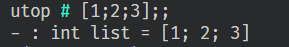 utop # [1;2;3];;
- : int list = [1; 2; 3]